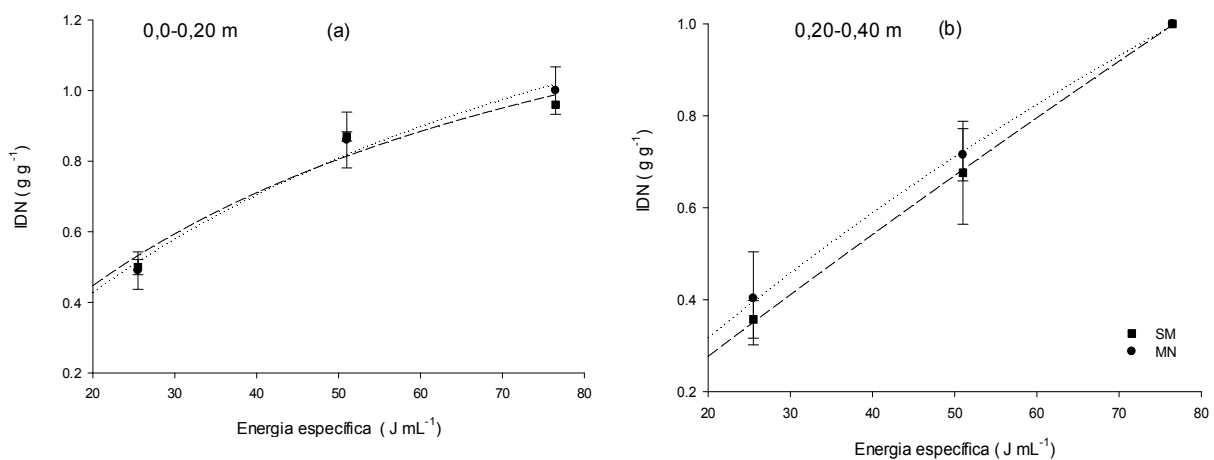 0,0-0,20 m (a)
IDN ( g g⁻¹)
1.2
1.0
0.8
0.6
0.4
0.2
20 30 40 50 60 70 80
Energia específica ( J mL⁻¹)
0,20-0,40 m (b)
IDN ( g g⁻¹)
1.0
0.8
0.6
0.4
0.2
SM
MN
20 30 40 50 60 70 80
Energia específica ( J mL⁻¹)